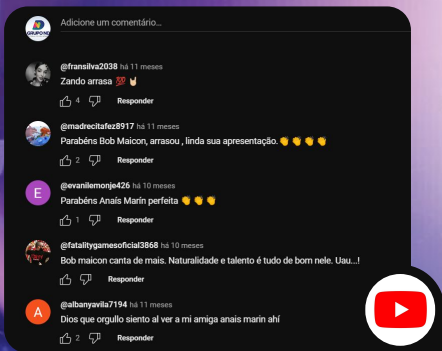 Adicione um comentário...
GRUPO ND
@fransilva2038 há 11 meses
Zando arrasa 💯 🤘🏻
4 Responder
@madrecitafez8917 há 11 meses
Parabéns Bob Maicon, arrasou , linda sua apresentação. 👏 👏 👏 👏
2 Responder
E
@evanilemonje426 há 10 meses
Parabéns Anaís Marín perfeita 👏 👏 👏
1 Responder
@fatalitygamesoficial3868 há 10 meses
Bob maicon canta de mais. Naturalidade e talento é tudo de bom nele. Uau...!
Responder
A
@albanyavila7194 há 11 meses
Dios que orgullo siento al ver a mi amiga anais marin ahí
2 Responder